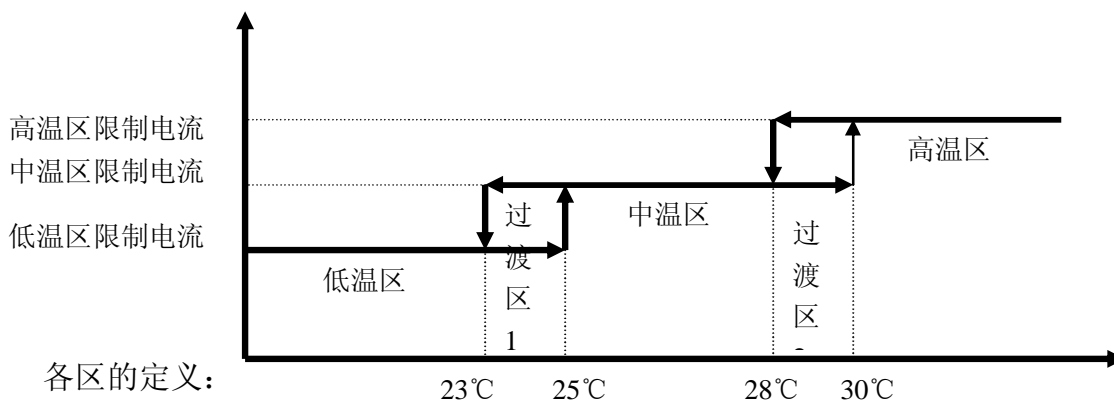 高温区限制电流
高温区
中温区限制电流
中温区
低温区限制电流
低温区
过渡区1
过渡区
各区的定义：
23℃ 25℃ 28℃ 30℃